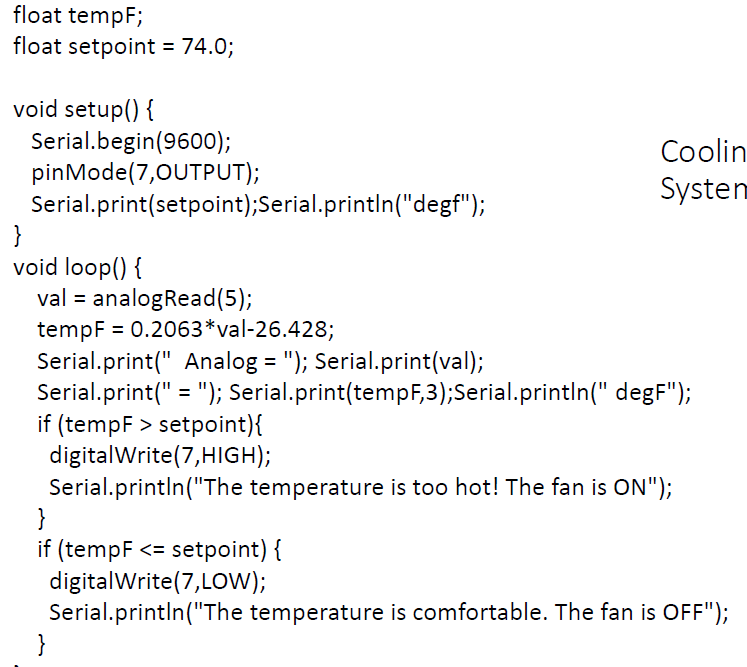 float tempF;
float setpoint = 74.0;
void setup() {
Serial.begin(9600);
pinMode(7,OUTPUT);
Serial.print(setpoint);Serial.println("degf");
}
void loop() {
val = analogRead(5);
tempF = 0.2063*val-26.428;
Serial.print("  Analog = "); Serial.print(val);
Serial.print(" = "); Serial.print(tempF,3);Serial.println(" degF");
if (tempF > setpoint){
digitalWrite(7,HIGH);
Serial.println("The temperature is too hot! The fan is ON");
}
if (tempF <= setpoint) {
digitalWrite(7,LOW);
Serial.println("The temperature is comfortable. The fan is OFF");
}
Coolin
System